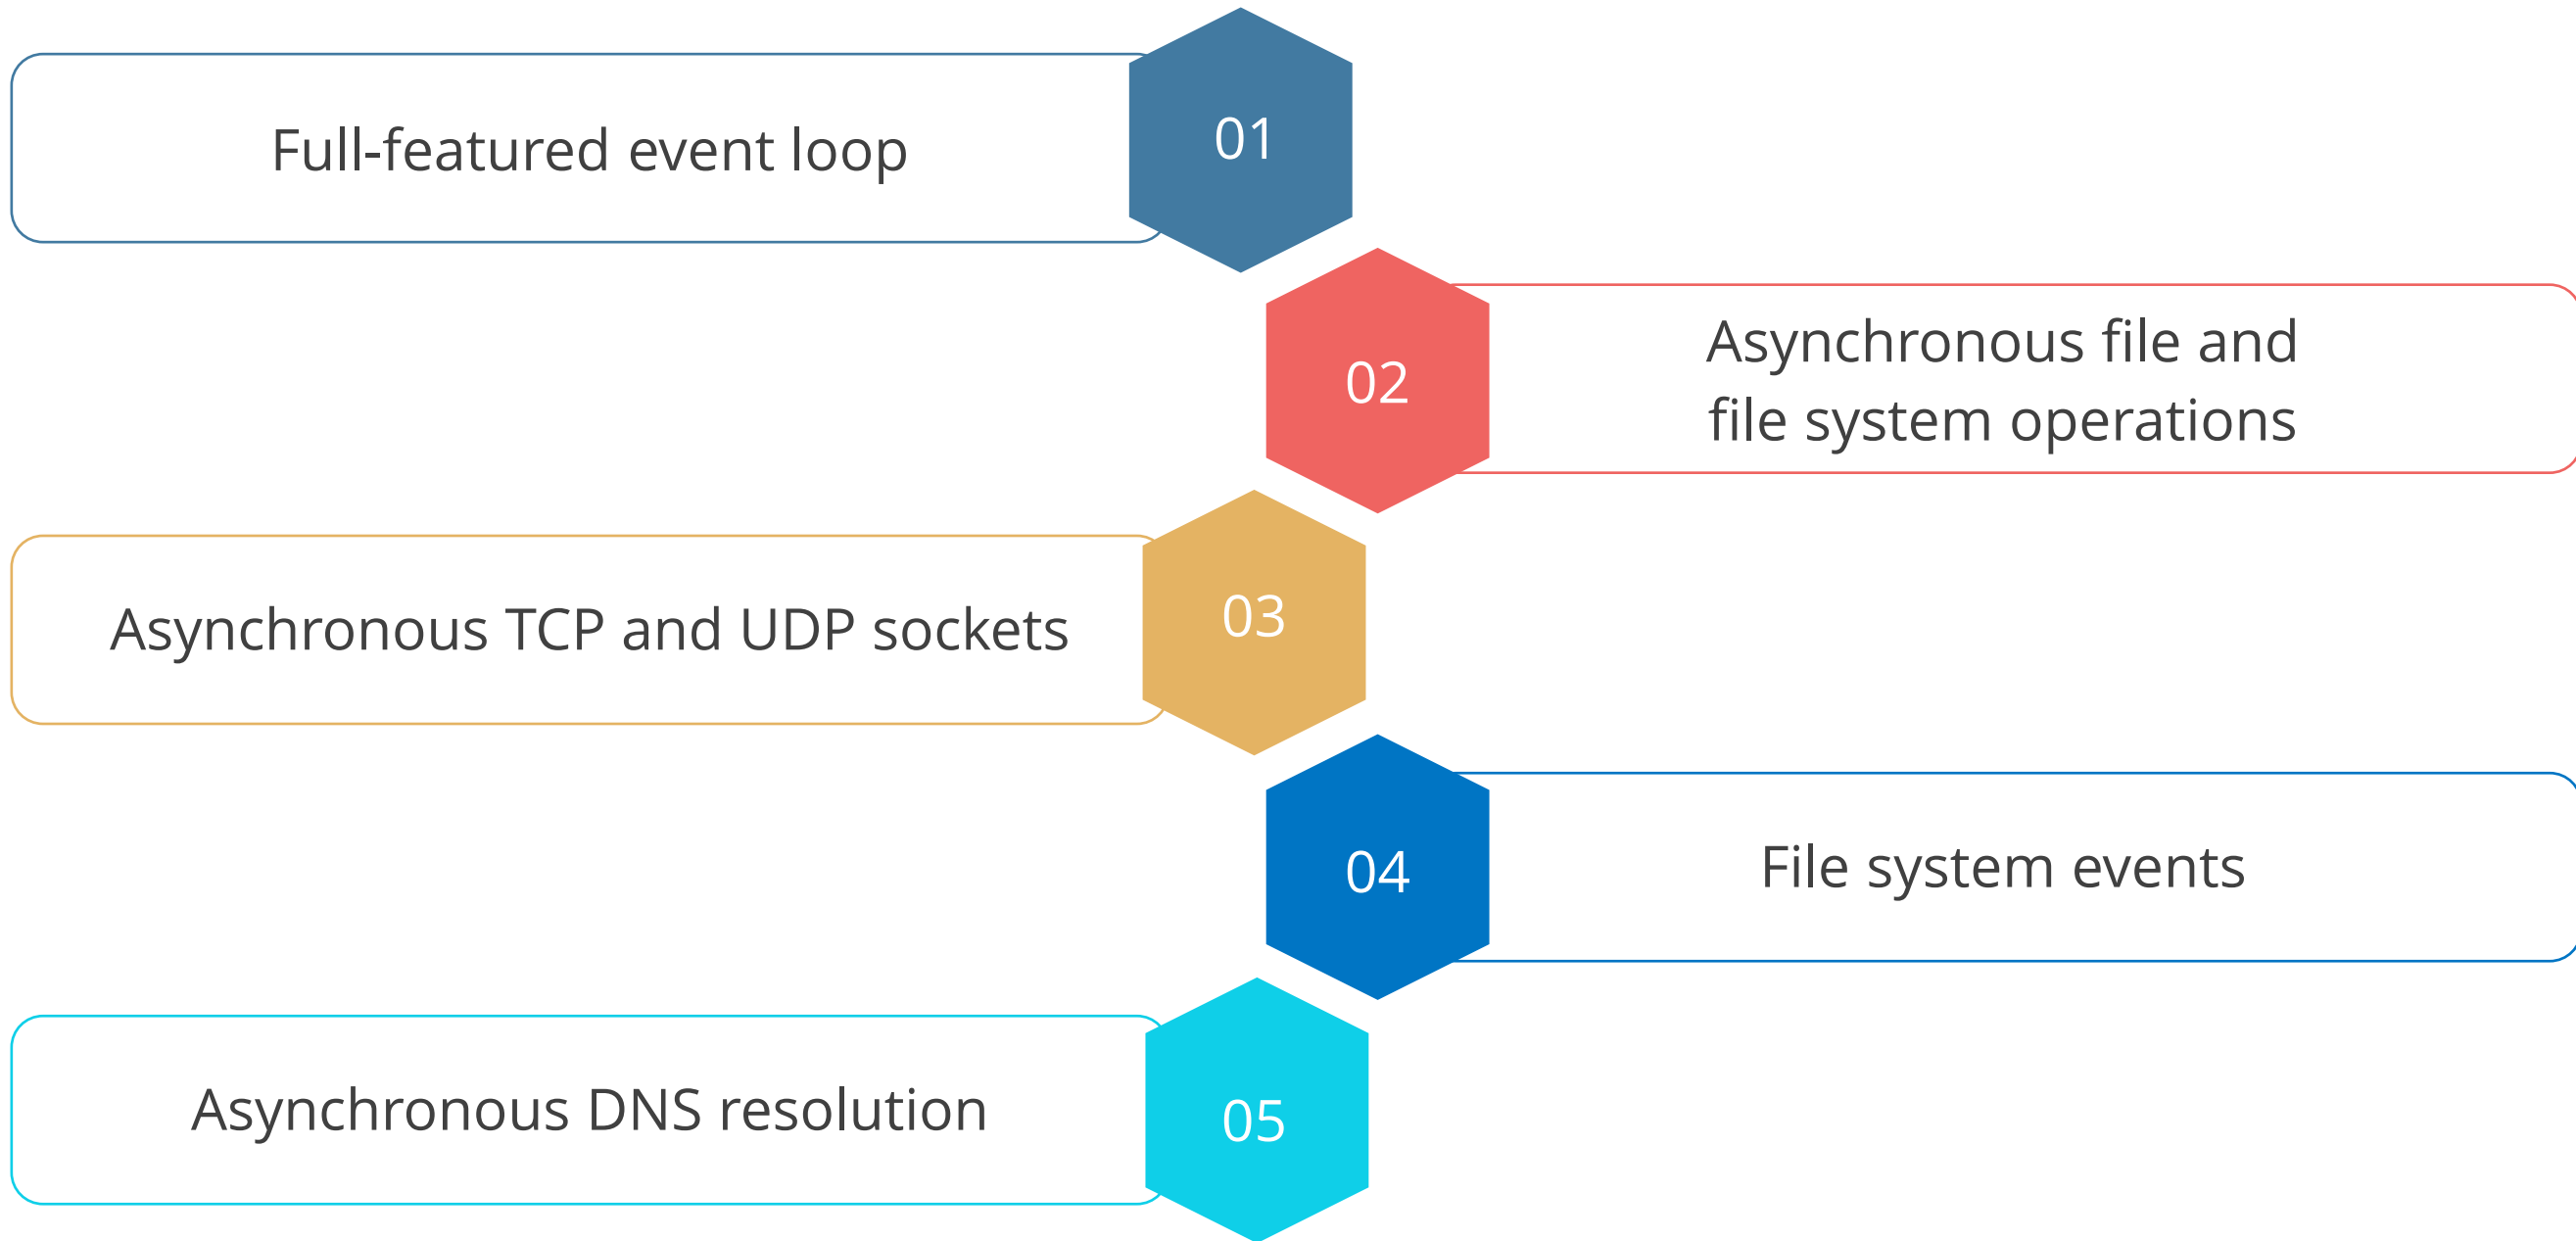 Full-featured event loop
01
02
Asynchronous file and
file system operations
Asynchronous TCP and UDP sockets
03
04
File system events
Asynchronous DNS resolution
05